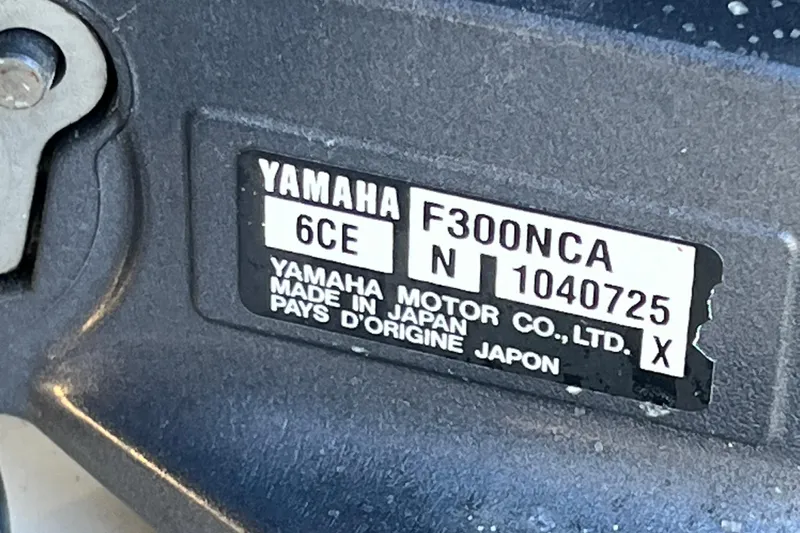 YAMAHA F300NCA
6CE N 1040725
YAMAHA MOTOR CO., LTD. X
MADE IN JAPAN
PAYS D'ORIGINE JAPON